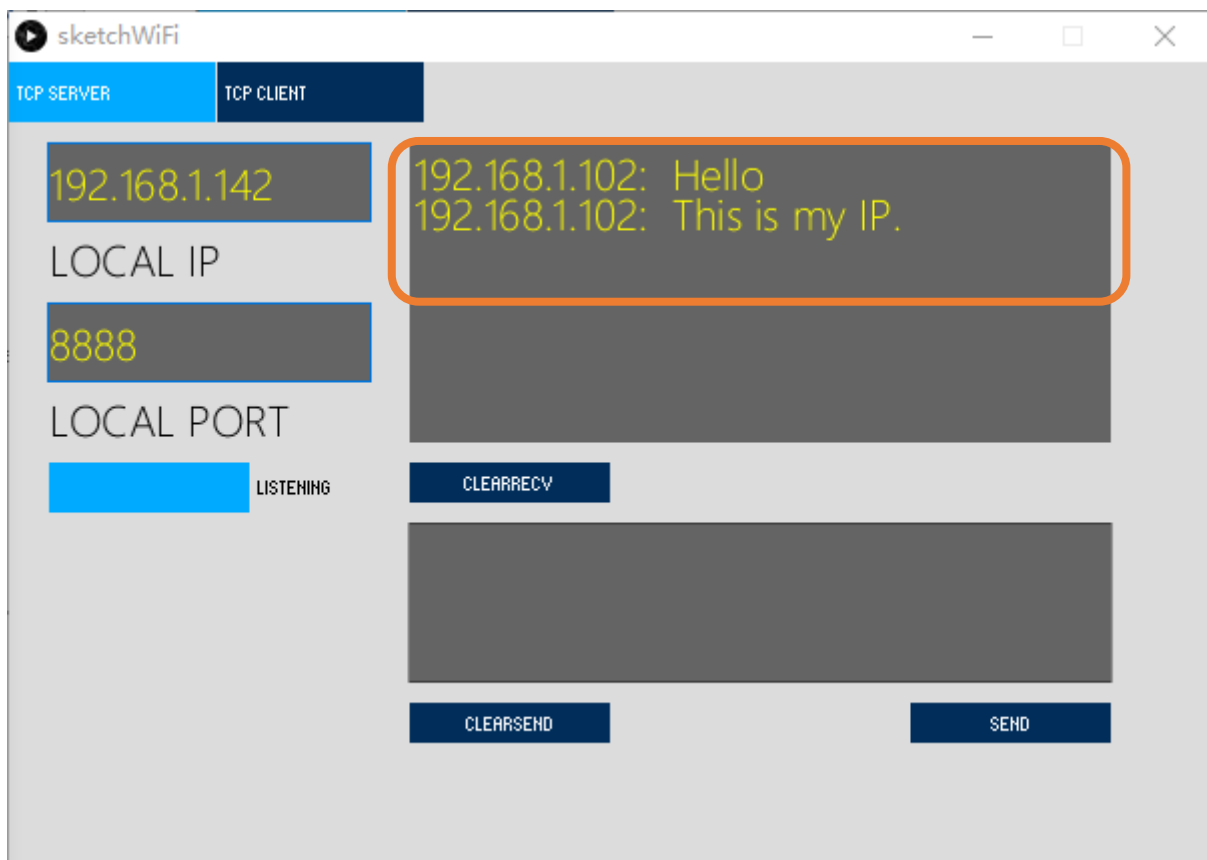 sketchWiFi
TCP SERVER
TCP CLIENT
192.168.1.142
LOCAL IP
8888
LOCAL PORT
LISTENING
192.168.1.102:  Hello
192.168.1.102:  This is my IP.
CLEARRECV
CLEARSEND
SEND